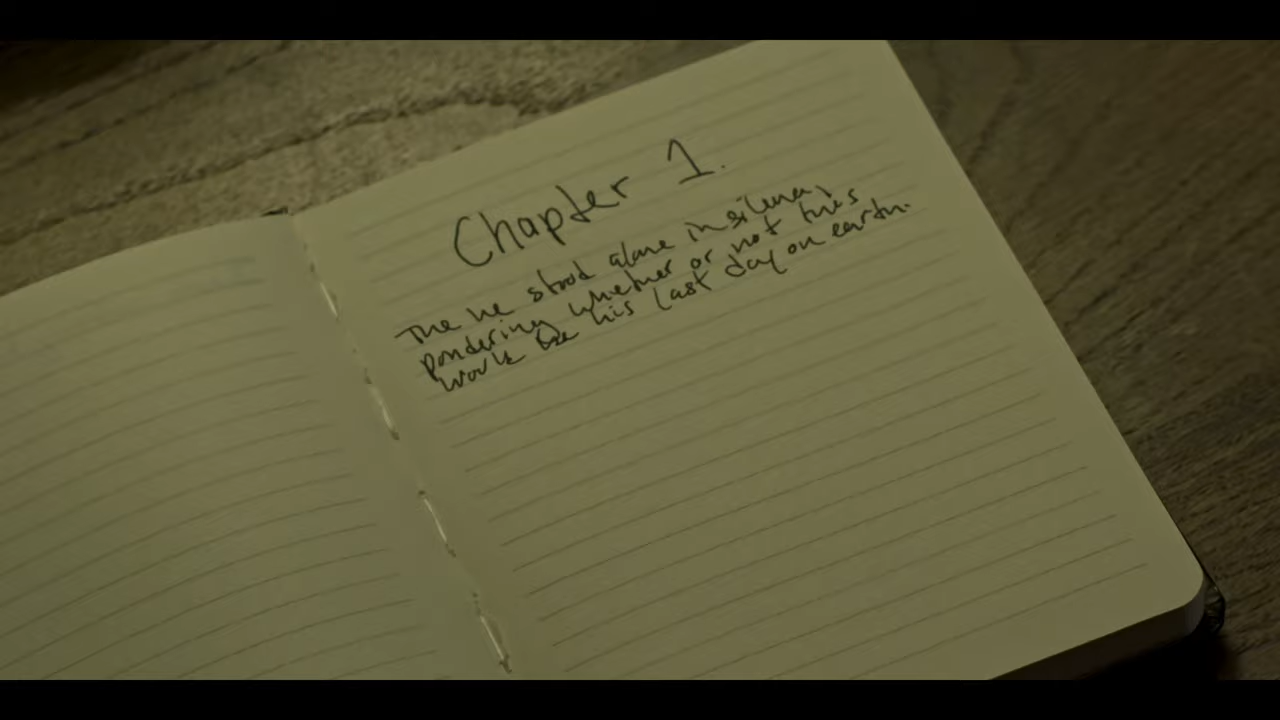 Chapter 1.
The he stood alone in silence,
pondering whether or not this
would be his last day on earth.